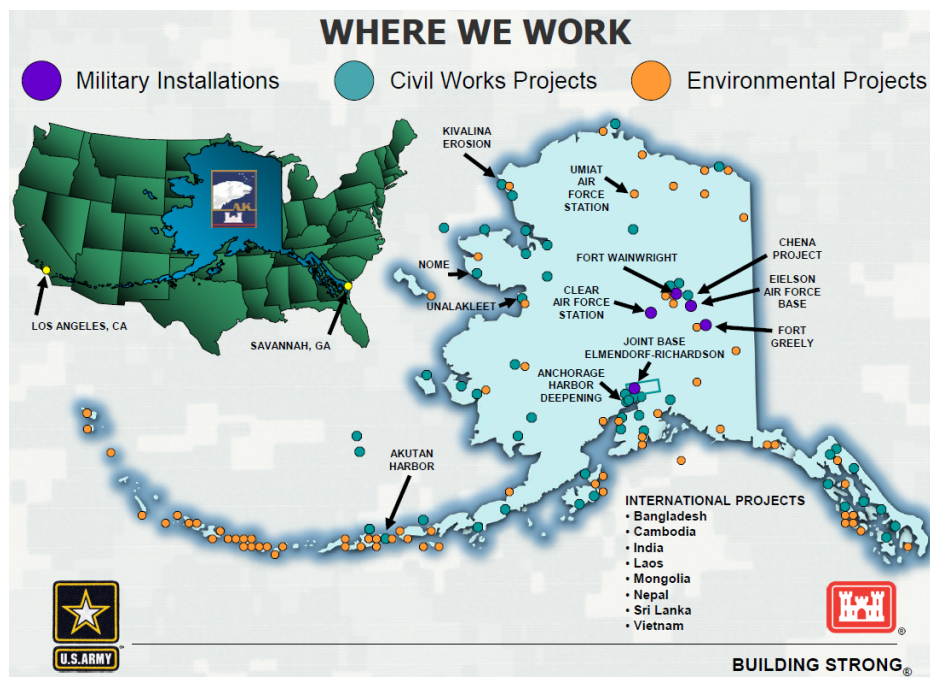 WHERE WE WORK
Military Installations
Civil Works Projects
Environmental Projects
KIVALINA
EROSION
UMIAT
AIR
FORCE
STATION
AK
NOME
FORT WAINWRIGHT
CHENA
PROJECT
UNALAKLEET
CLEAR
AIR FORCE
STATION
EIELSON
AIR FORCE
BASE
LOS ANGELES, CA
SAVANNAH, GA
FORT
GREELY
JOINT BASE
ELMENDORF-RICHARDSON
ANCHORAGE
HARBOR
DEEPENING
AKUTAN
HARBOR
INTERNATIONAL PROJECTS
• Bangladesh
• Cambodia
• India
• Laos
• Mongolia
• Nepal
• Sri Lanka
• Vietnam
U.S.ARMY
®
BUILDING STRONG®